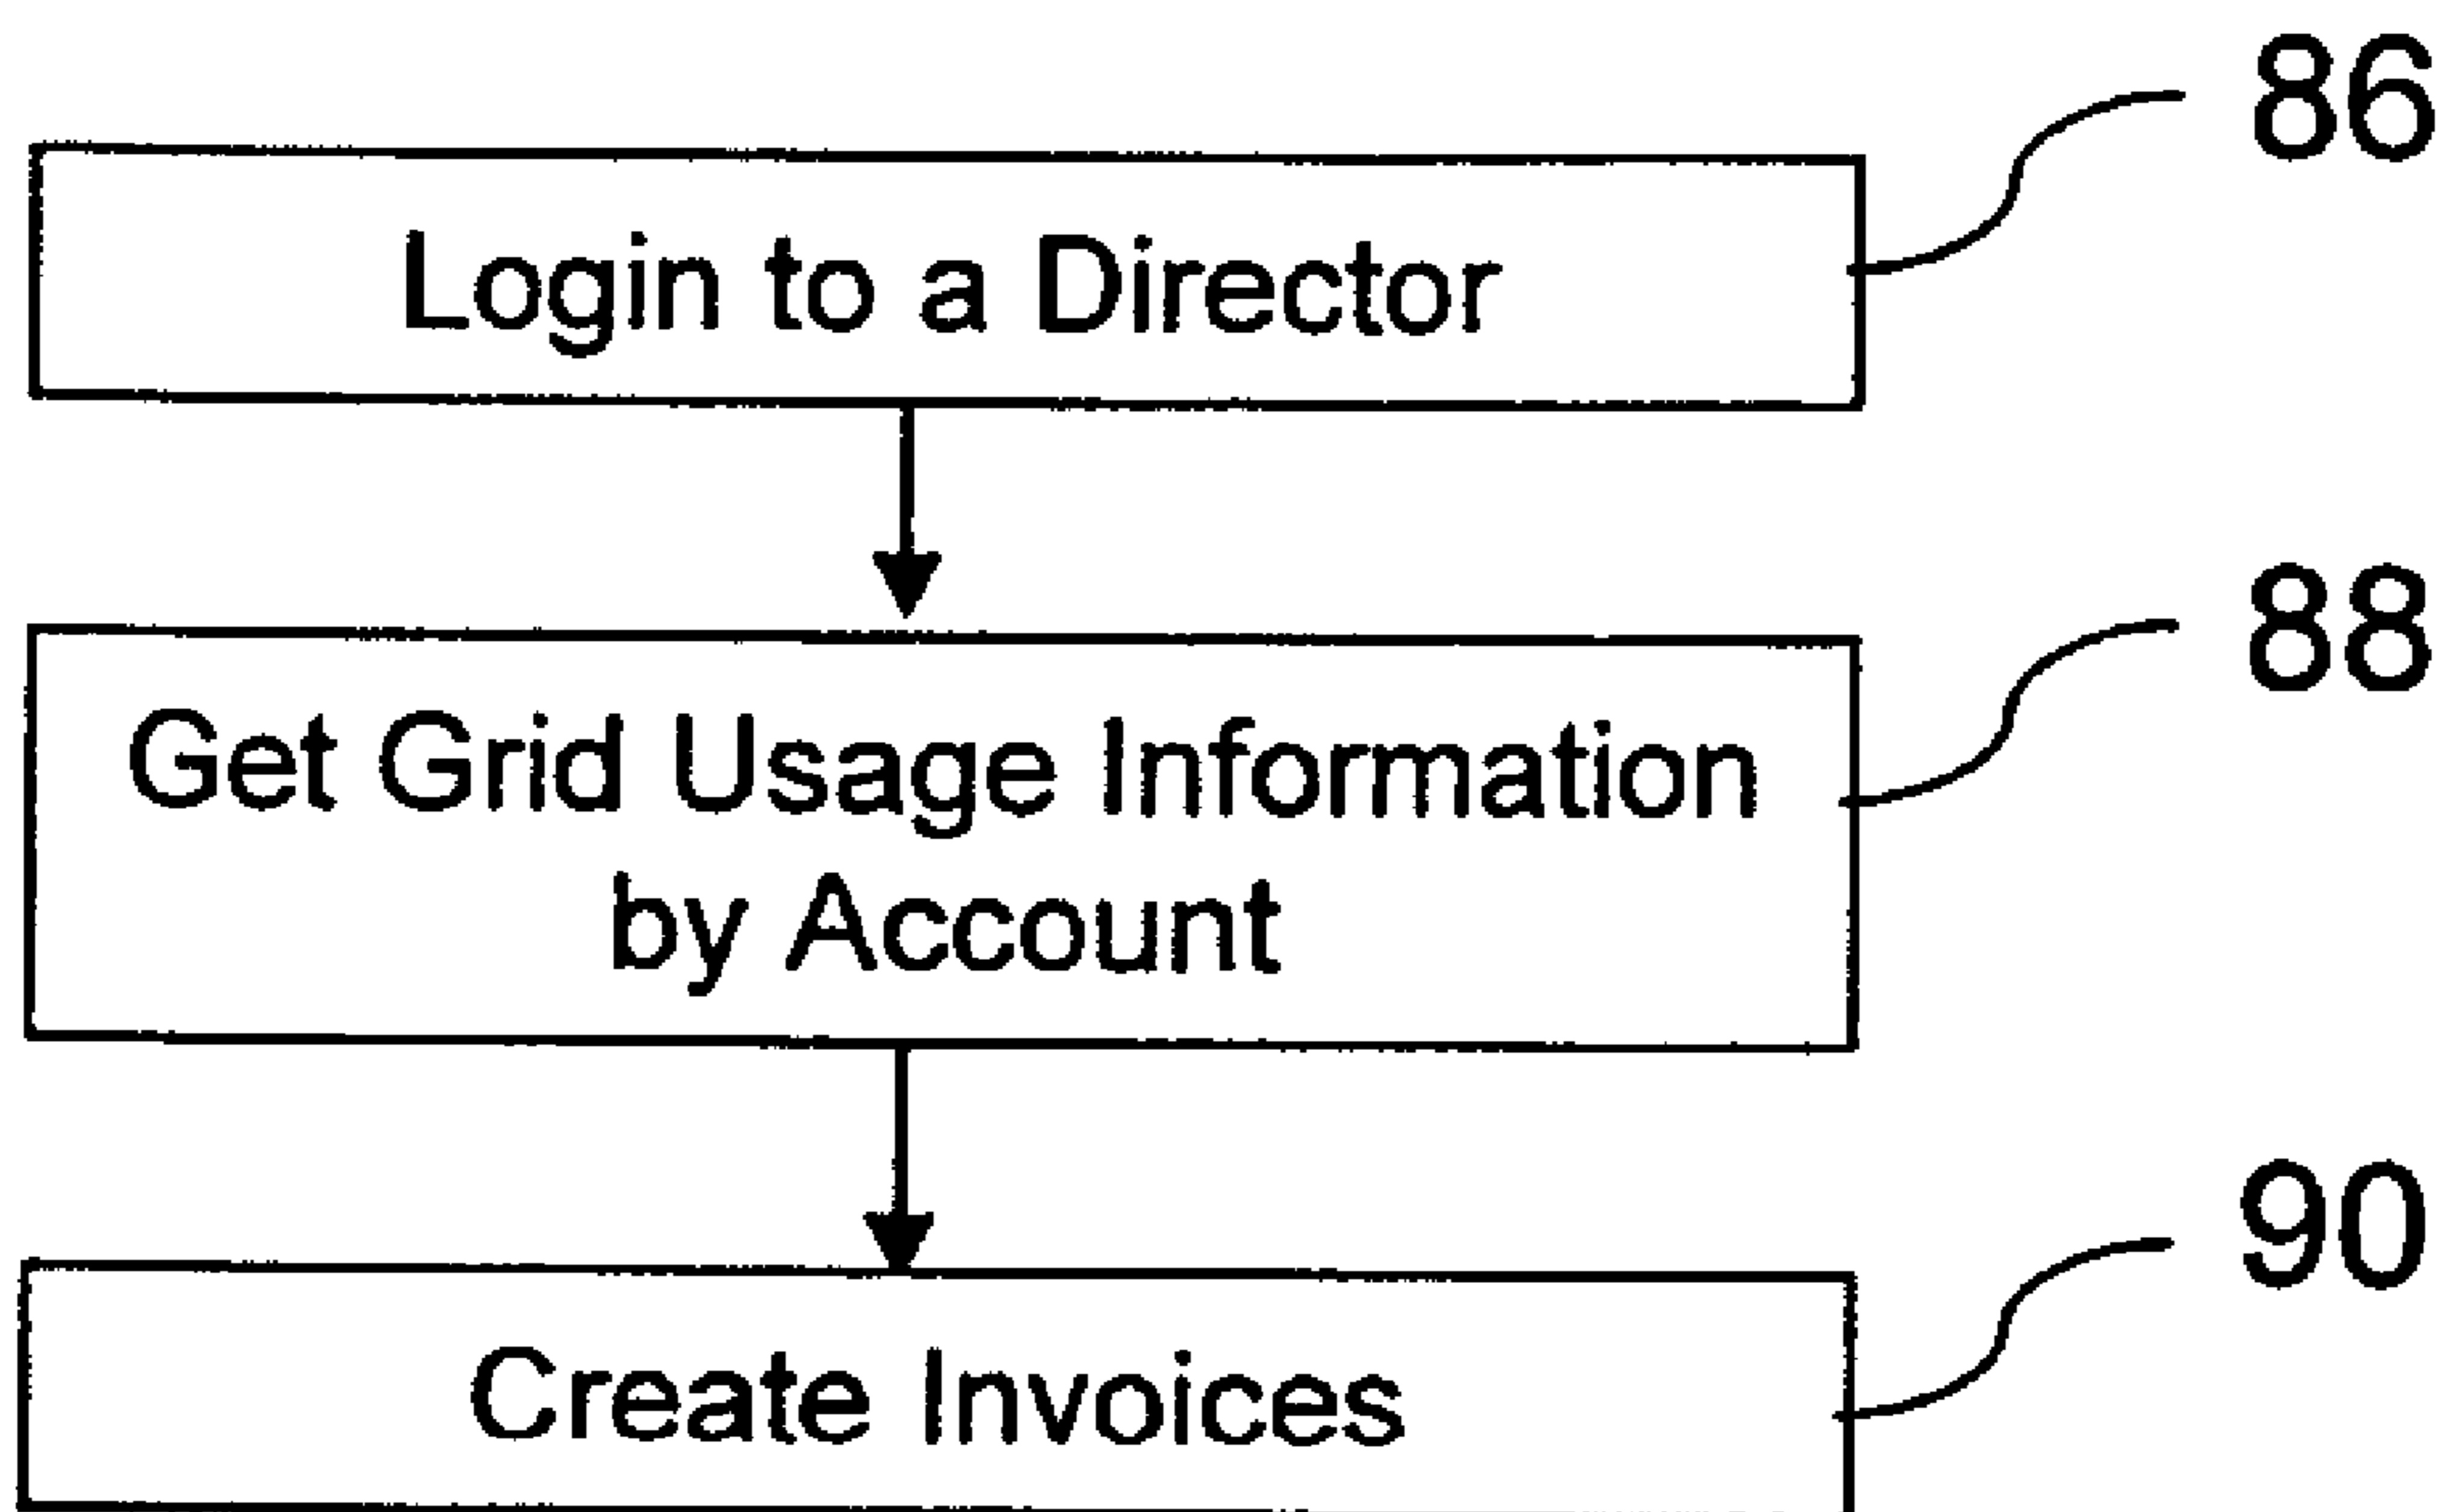 86
Login to a Director
88
Get Grid Usage Information
by Account
90
Create Invoices